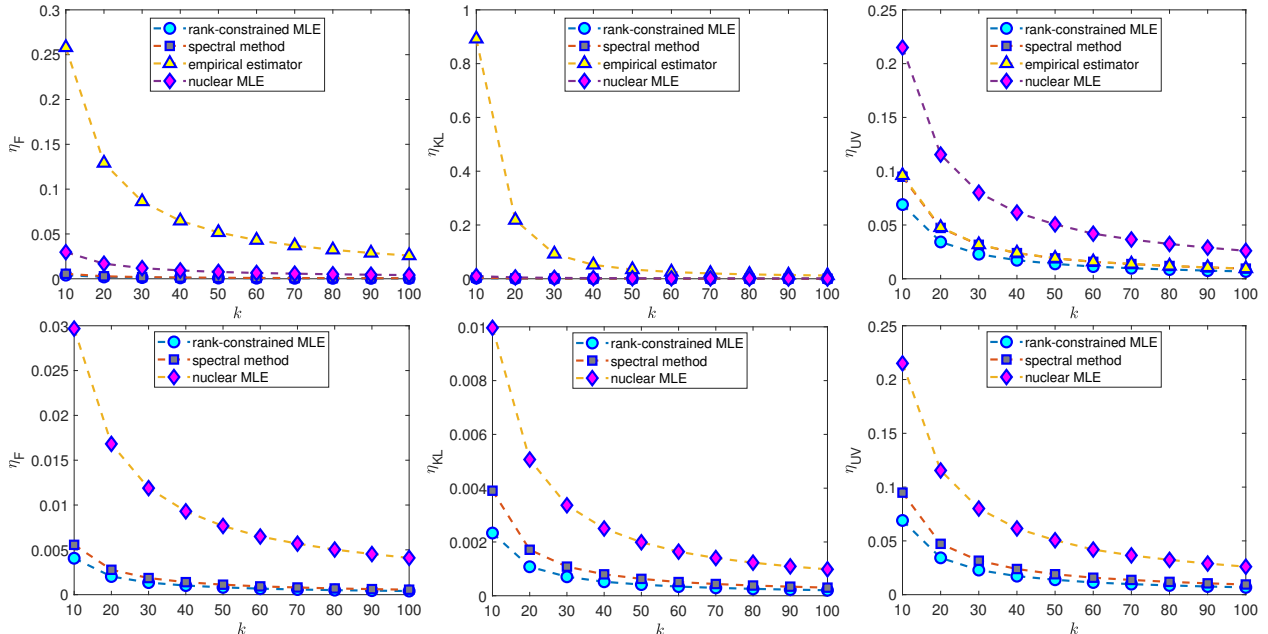 0.3
0.25
0.2
0.15
0.1
0.05
0
η_F
rank-constrained MLE
spectral method
empirical estimator
nuclear MLE
10 20 30 40 50 60 70 80 90 100
k
1
0.8
0.6
0.4
0.2
0
η_KL
rank-constrained MLE
spectral method
empirical estimator
nuclear MLE
10 20 30 40 50 60 70 80 90 100
k
0.25
0.2
0.15
0.1
0.05
0
η_UV
rank-constrained MLE
spectral method
empirical estimator
nuclear MLE
10 20 30 40 50 60 70 80 90 100
k
0.03
0.025
0.02
0.015
0.01
0.005
0
η_F
rank-constrained MLE
spectral method
nuclear MLE
10 20 30 40 50 60 70 80 90 100
k
0.01
0.008
0.006
0.004
0.002
0
η_KL
rank-constrained MLE
spectral method
nuclear MLE
10 20 30 40 50 60 70 80 90 100
k
0.25
0.2
0.15
0.1
0.05
0
η_UV
rank-constrained MLE
spectral method
nuclear MLE
10 20 30 40 50 60 70 80 90 100
k